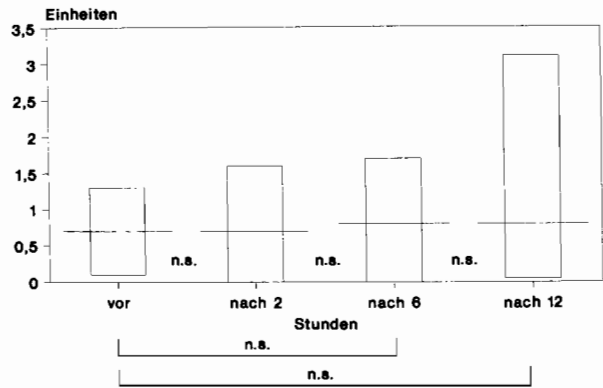 Einheiten
3,5
3
2,5
2
1,5
1
0,5
0
n.s. n.s. n.s.
vor nach 2 nach 6 nach 12
Stunden
n.s.
n.s.